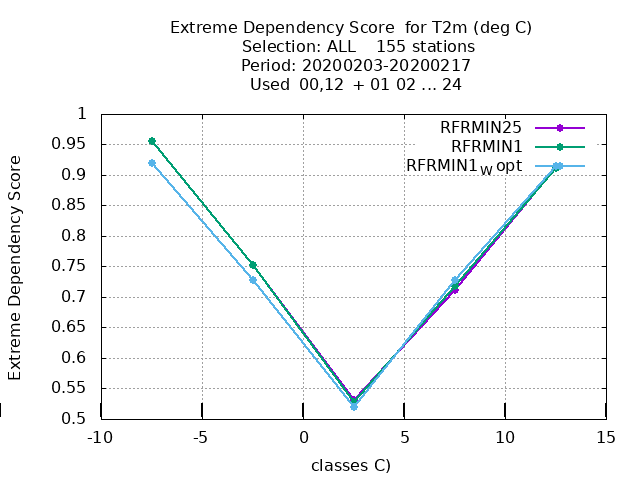 Extreme Dependency Score for T2m (deg C)
Selection: ALL 155 stations
Period: 20200203-20200217
Used 00,12 + 01 02 ... 24
RFRMIN25
RFRMIN1
RFRMIN1W opt
Extreme Dependency Score
1
0.95
0.9
0.85
0.8
0.75
0.7
0.65
0.6
0.55
0.5
-10 -5 0 5 10 15
classes C)